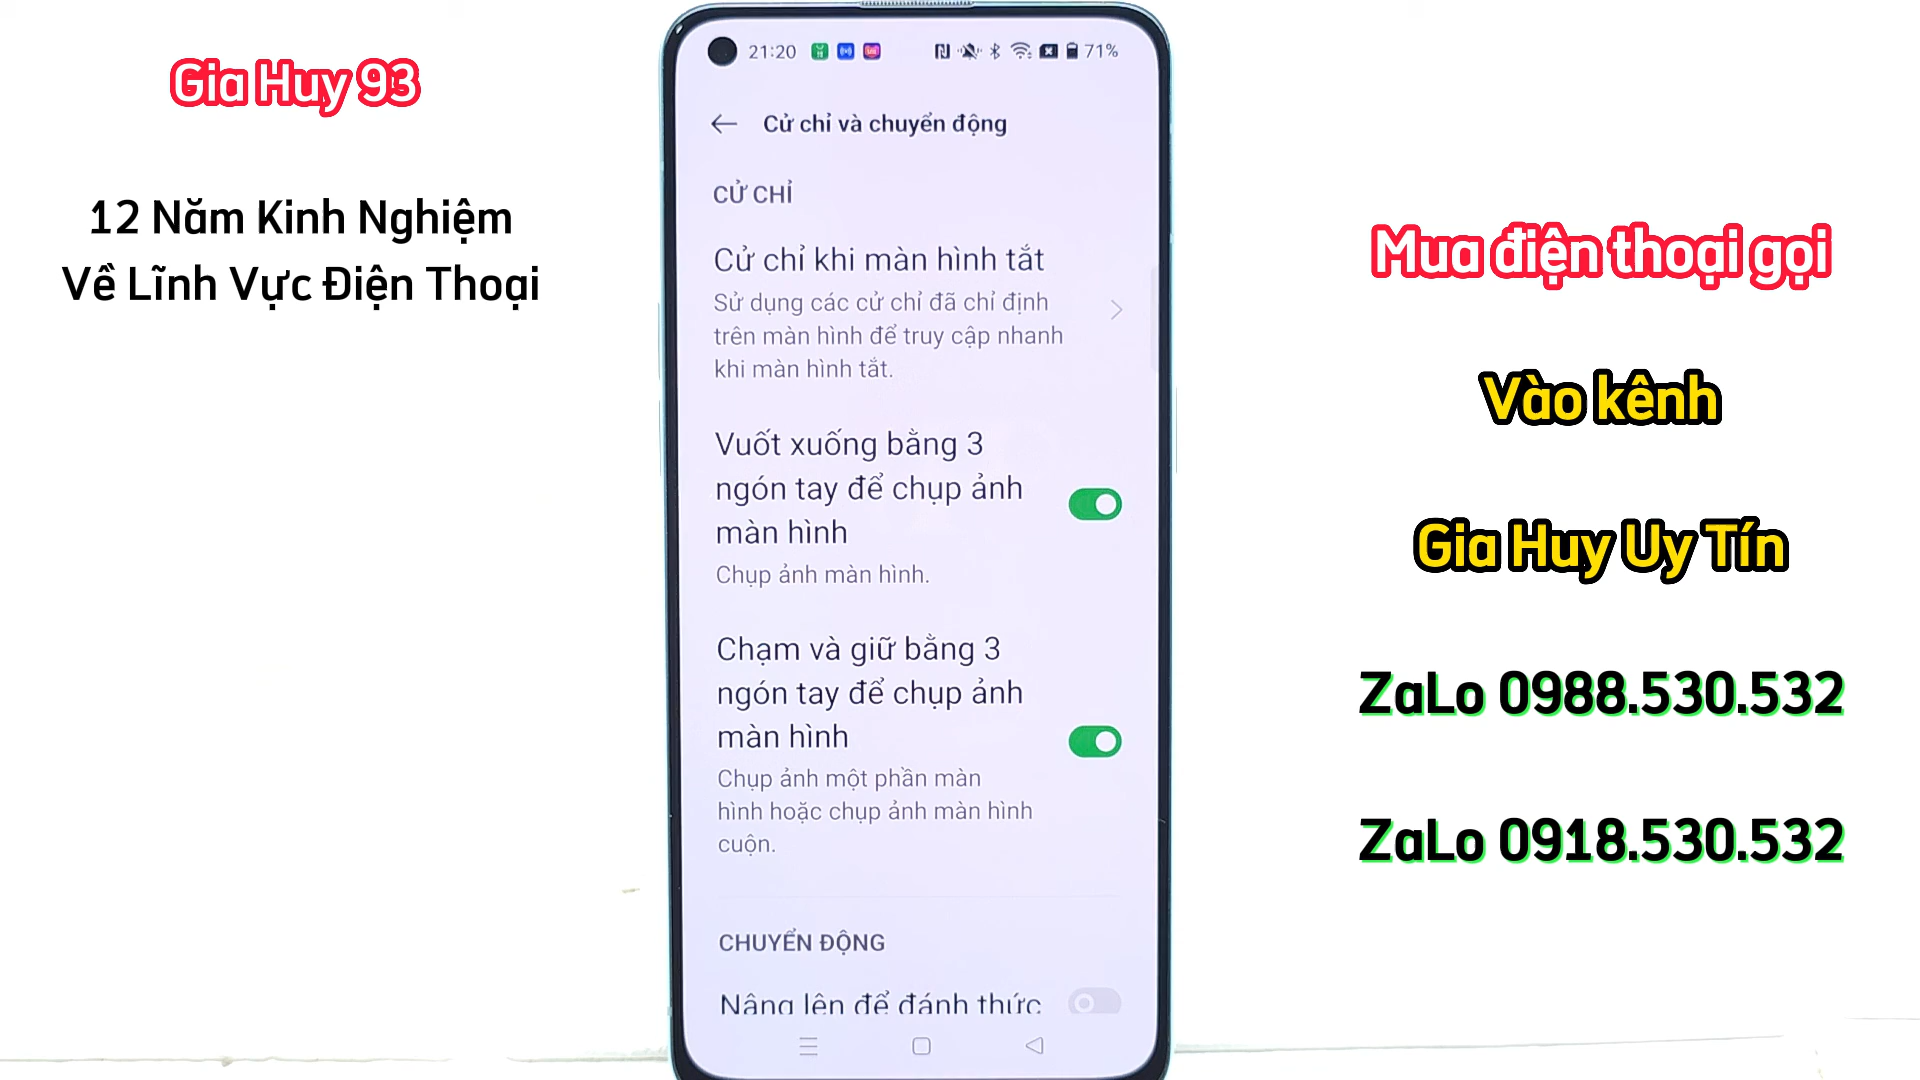 Gia Huy 93
12 Năm Kinh Nghiệm
Về Lĩnh Vực Điện Thoại
21:20
71%
Cử chỉ và chuyển động
CỬ CHỈ
Cử chỉ khi màn hình tắt
Sử dụng các cử chỉ đã chỉ định
trên màn hình để truy cập nhanh
khi màn hình tắt.
Vuốt xuống bằng 3
ngón tay để chụp ảnh
màn hình
Chụp ảnh màn hình.
Chạm và giữ bằng 3
ngón tay để chụp ảnh
màn hình
Chụp ảnh một phần màn
hình hoặc chụp ảnh màn hình
cuộn.
CHUYỂN ĐỘNG
Nâng lên để đánh thức
Mua điện thoại gọi
Vào kênh
Gia Huy Uy Tín
ZaLo 0988.530.532
ZaLo 0918.530.532